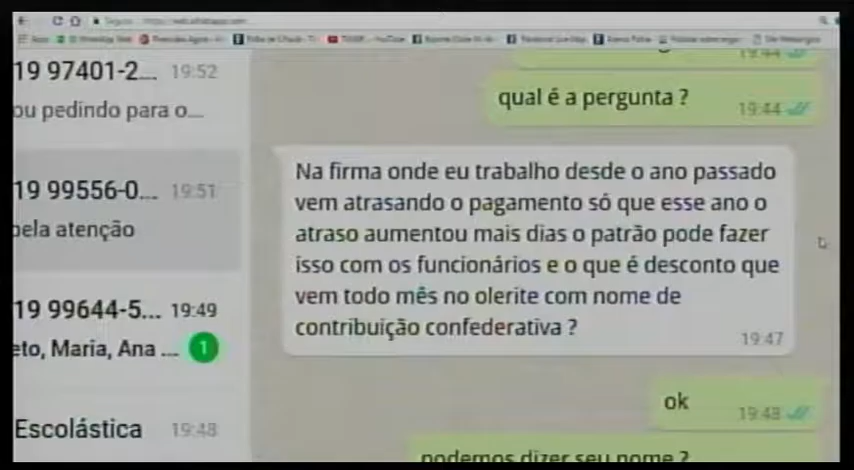 qual é a pergunta ?
19:44
Na firma onde eu trabalho desde o ano passado
vem atrasando o pagamento só que esse ano o
atraso aumentou mais dias o patrão pode fazer
isso com os funcionários e o que é desconto que
vem todo mês no olerite com nome de
contribuição confederativa ?
19:47
ok
19:48
podemos dizer seu nome ?
19 97401-2... 19:52
ou pedindo para o...
19 99556-0... 19:51
pela atenção
19 99644-5... 19:49
eto, Maria, Ana ... 1
Escolástica 19:48